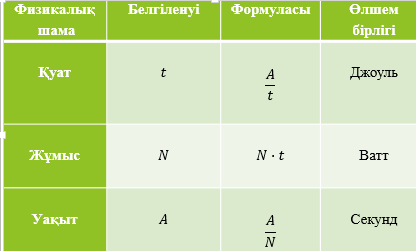 Физикалық шама Белгіленуі Формуласы Өлшем бірлігі
Қуат t A/t Джоуль
Жұмыс N N · t Ватт
Уақыт A A/N Секунд